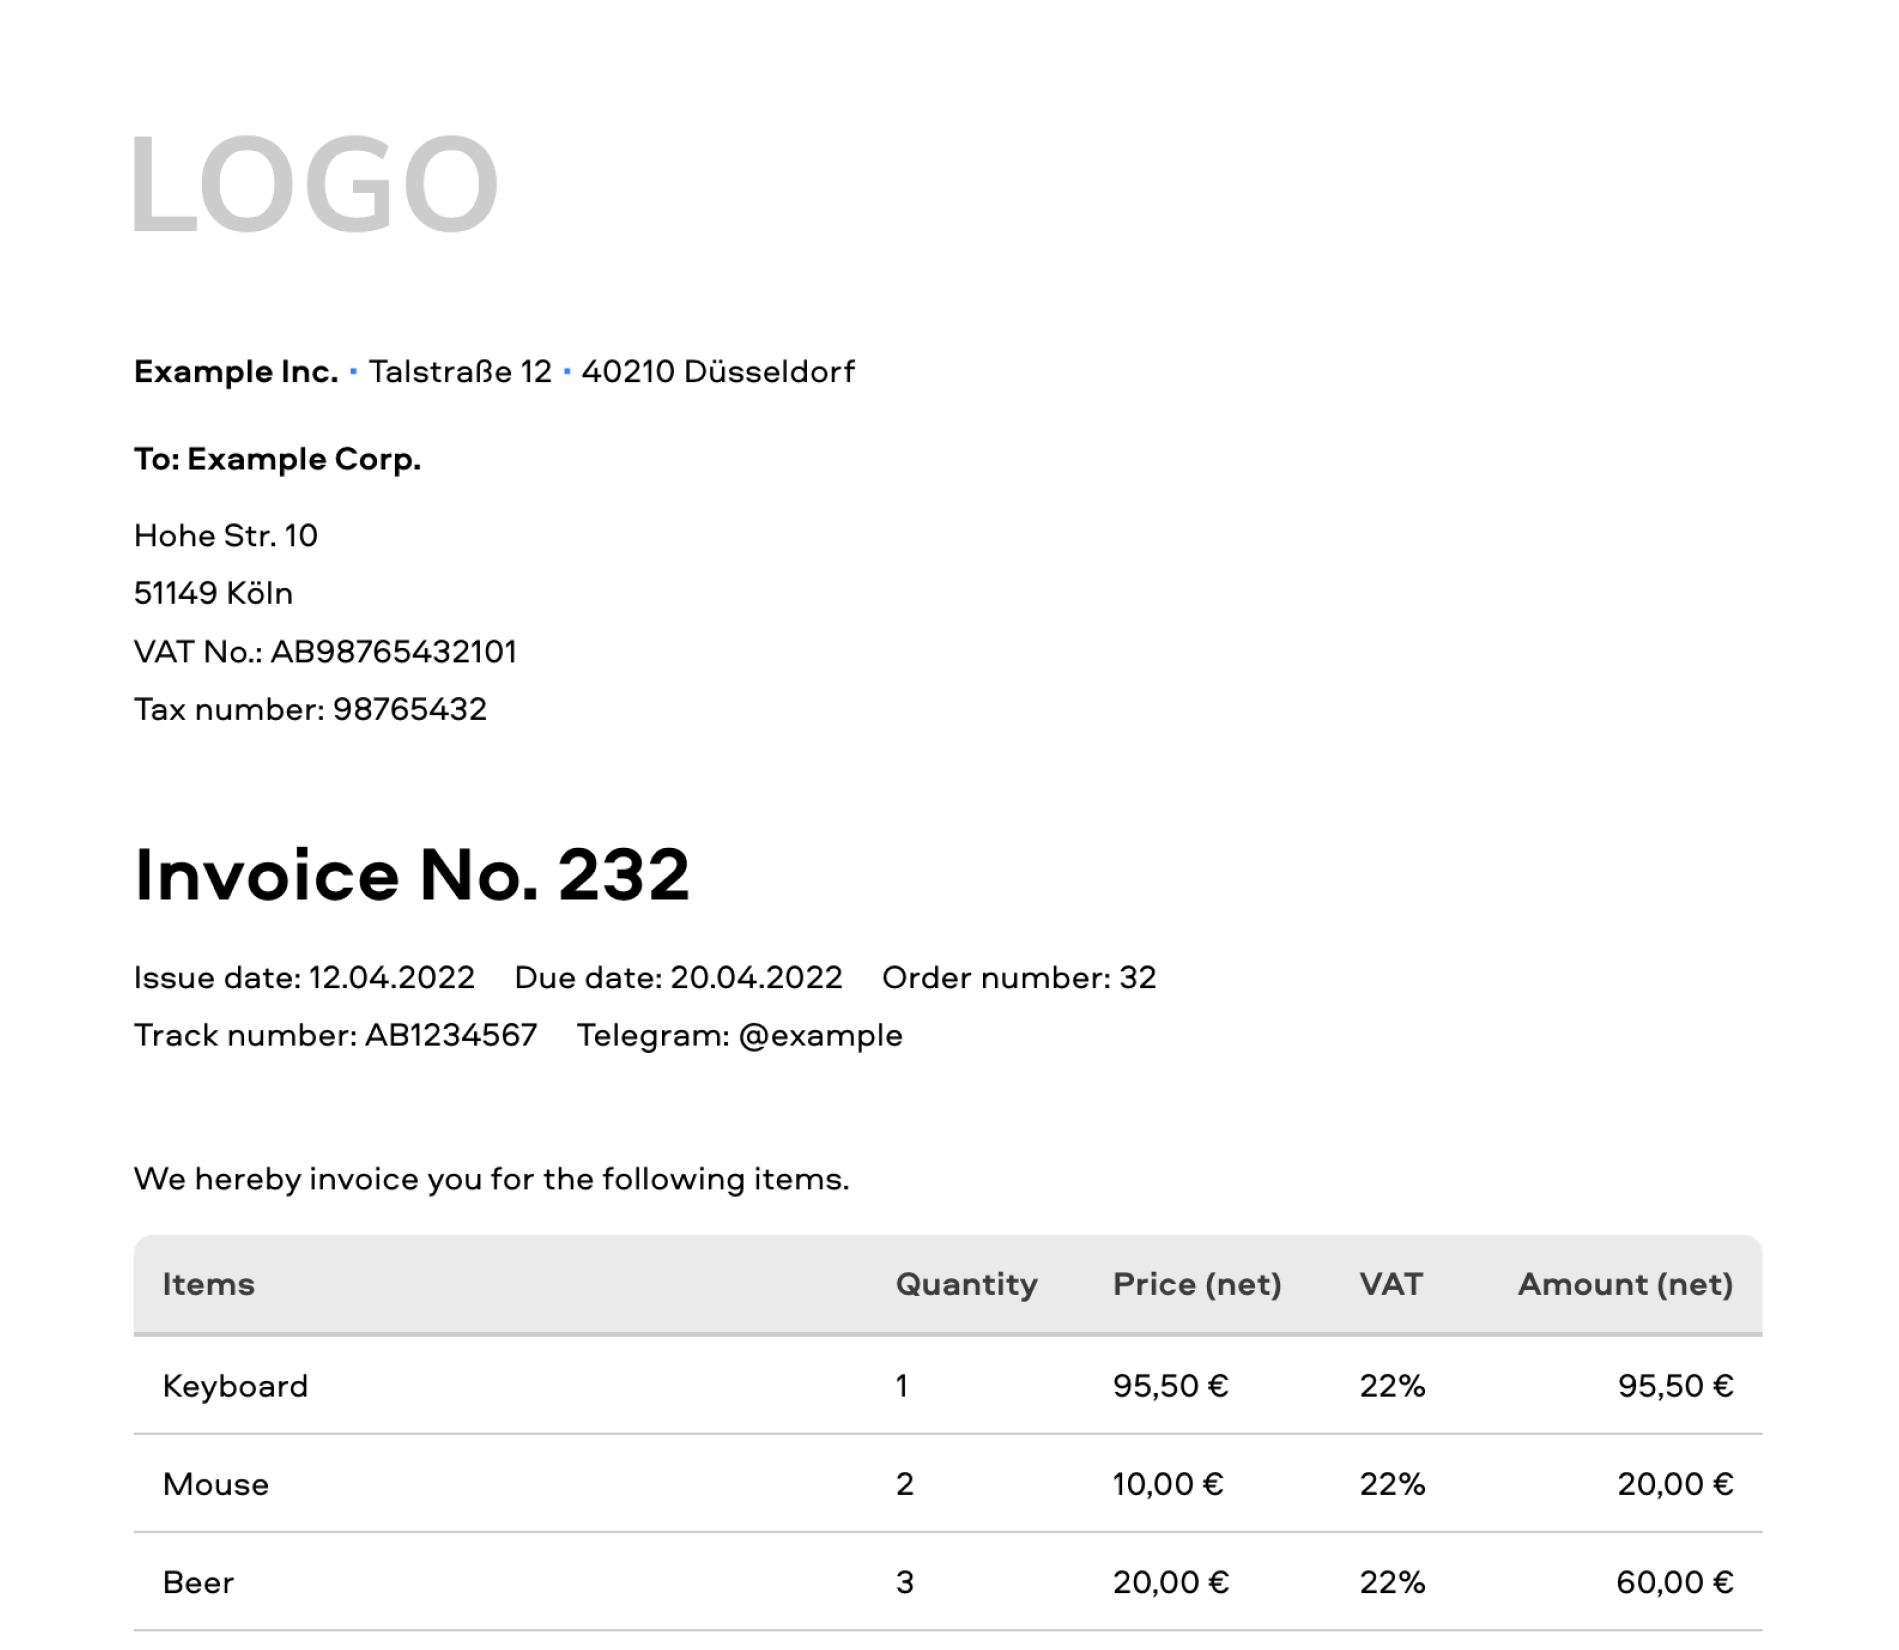 LOGO
Example Inc. ▪ Talstraße 12 ▪ 40210 Düsseldorf
To: Example Corp.
Hohe Str. 10
51149 Köln
VAT No.: AB98765432101
Tax number: 98765432
Invoice No. 232
Issue date: 12.04.2022 Due date: 20.04.2022 Order number: 32
Track number: AB1234567 Telegram: @example
We hereby invoice you for the following items.
Items Quantity Price (net) VAT Amount (net)
Keyboard 1 95,50 € 22% 95,50 €
Mouse 2 10,00 € 22% 20,00 €
Beer 3 20,00 € 22% 60,00 €